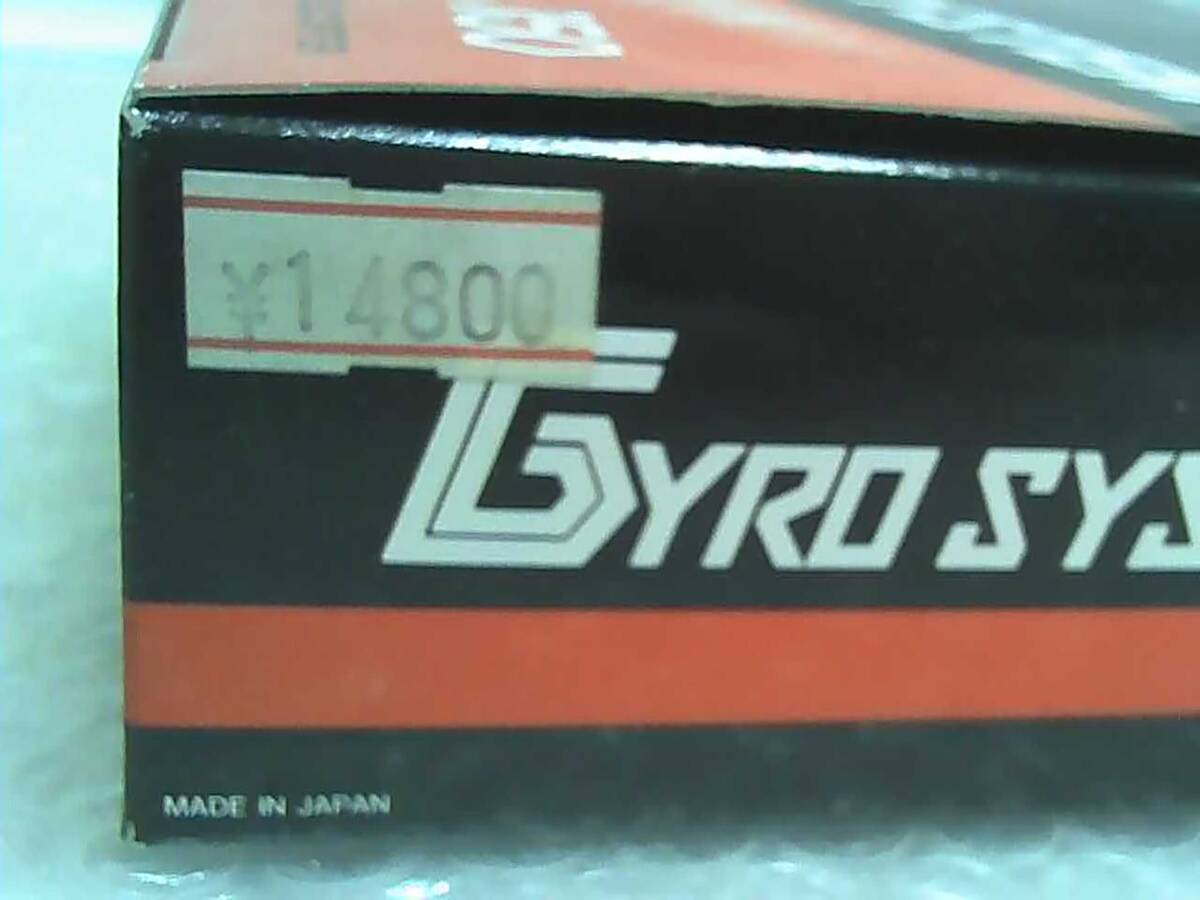 ¥14800
GYRO SYS
MADE IN JAPAN